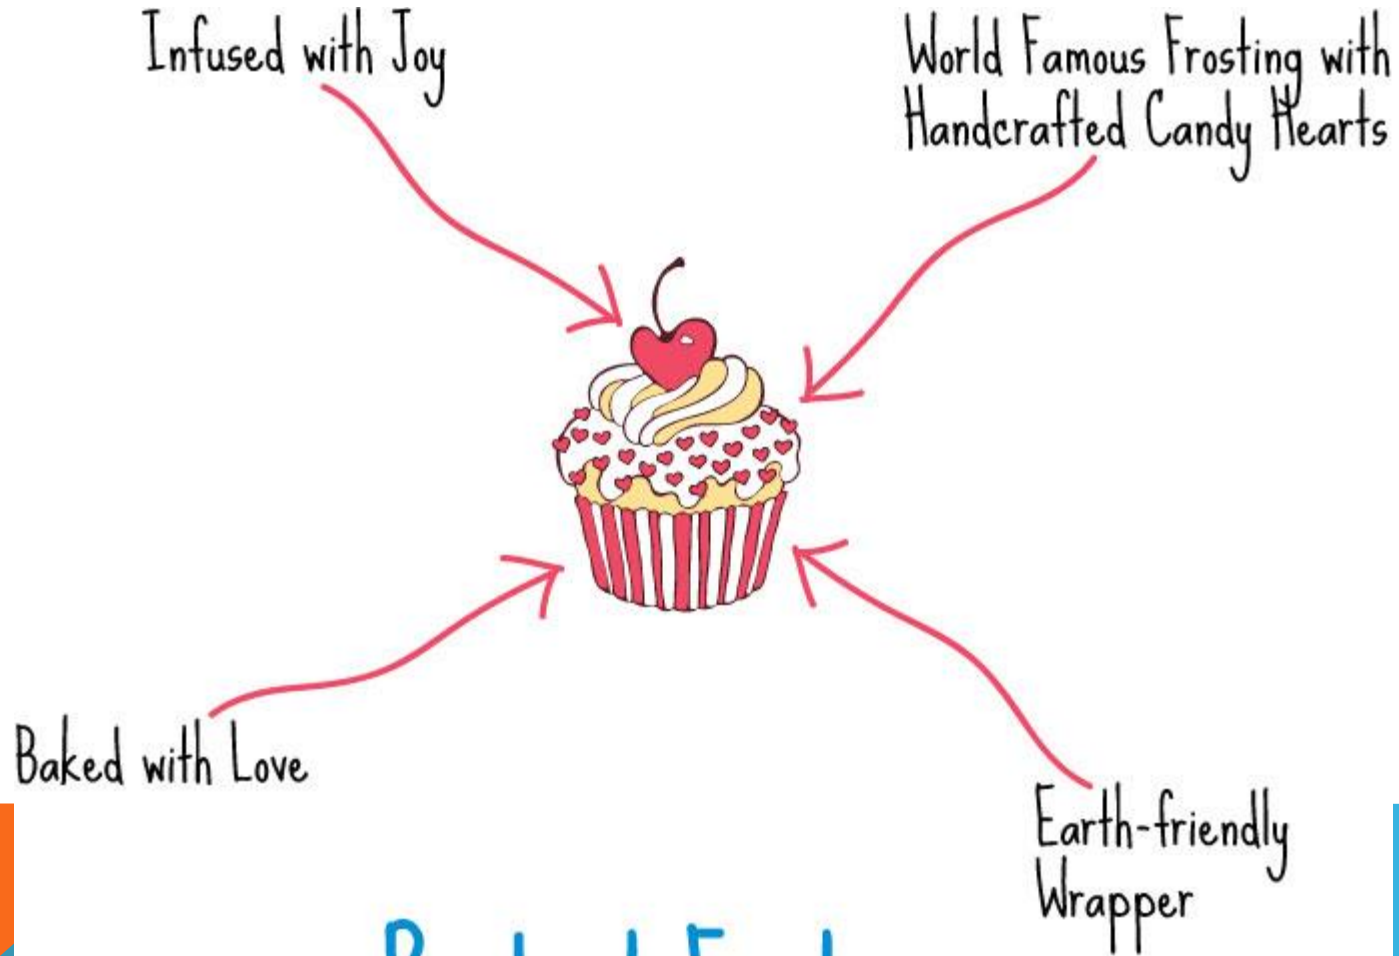 Infused with Joy
World Famous Frosting with
Handcrafted Candy Hearts
Baked with Love
Earth-friendly
Wrapper